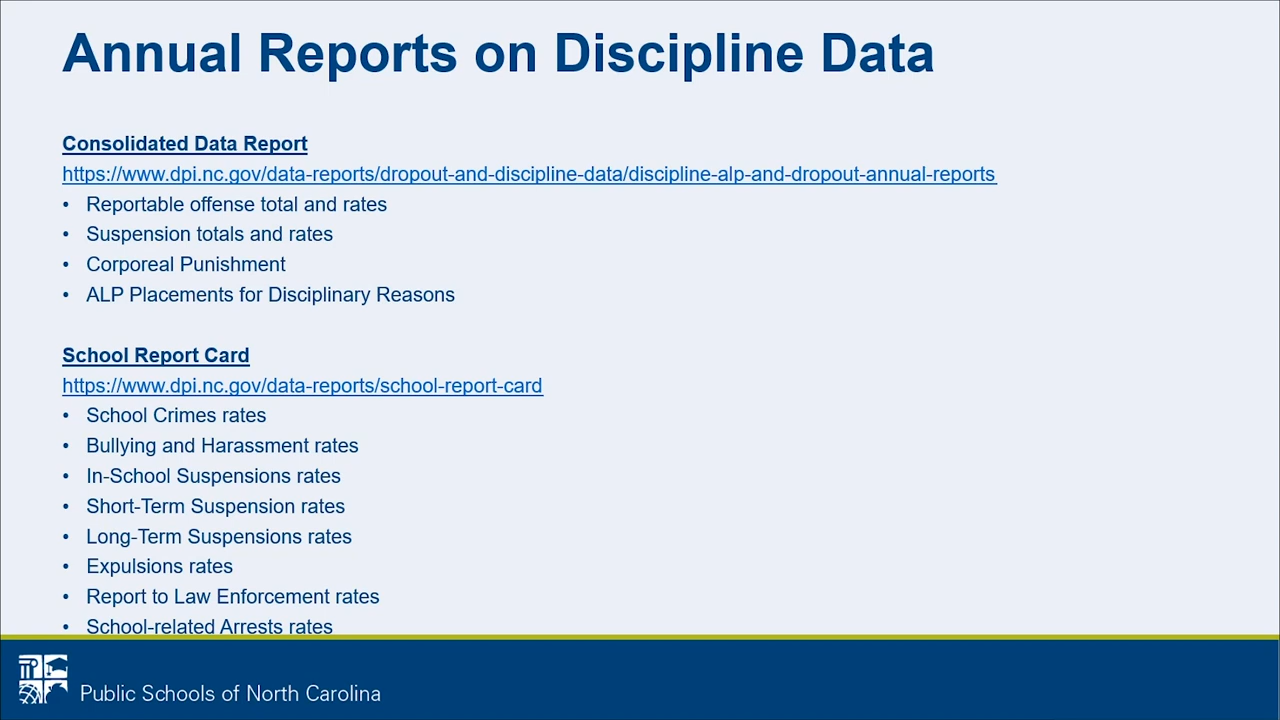 Annual Reports on Discipline Data
Consolidated Data Report
https://www.dpi.nc.gov/data-reports/dropout-and-discipline-data/discipline-alp-and-dropout-annual-reports
• Reportable offense total and rates
• Suspension totals and rates
• Corporeal Punishment
• ALP Placements for Disciplinary Reasons
School Report Card
https://www.dpi.nc.gov/data-reports/school-report-card
• School Crimes rates
• Bullying and Harassment rates
• In-School Suspensions rates
• Short-Term Suspension rates
• Long-Term Suspensions rates
• Expulsions rates
• Report to Law Enforcement rates
• School-related Arrests rates
Public Schools of North Carolina